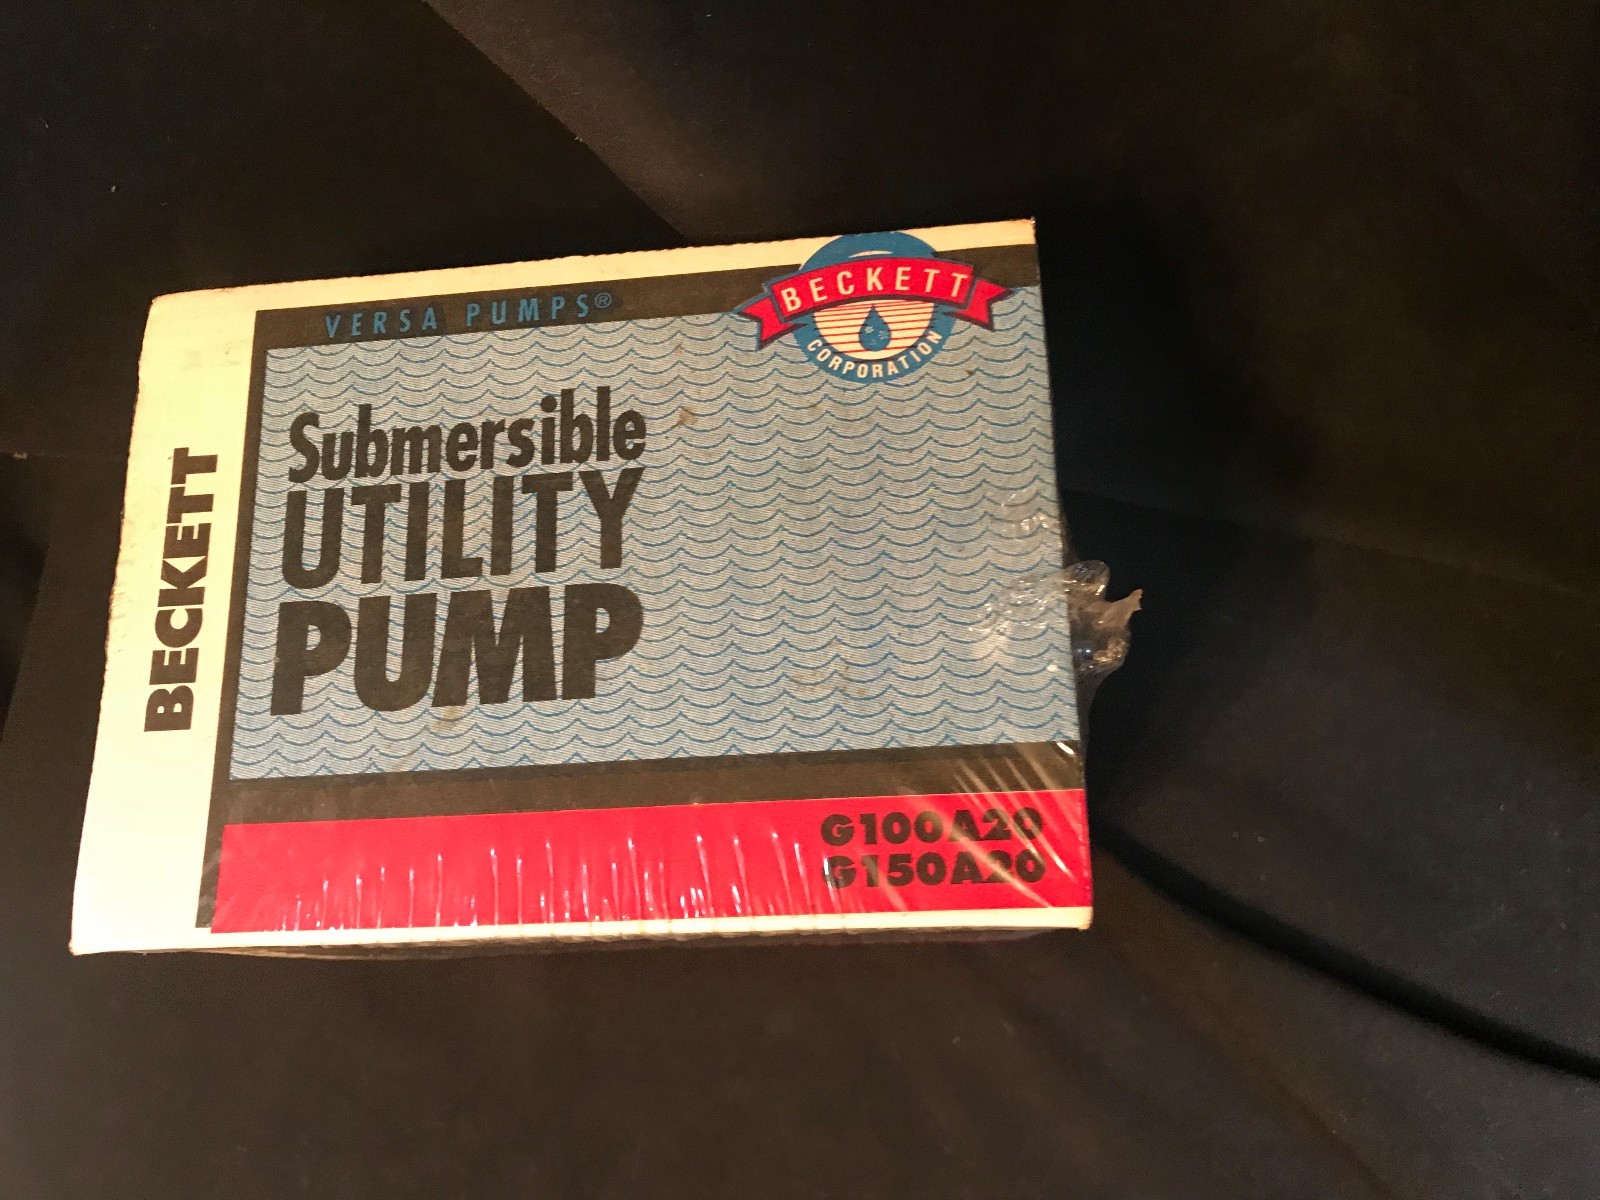 VERSA PUMPS®
BECKETT
CORPORATION
Submersible
UTILITY
PUMP
BECKETT
G100A20
G150A20